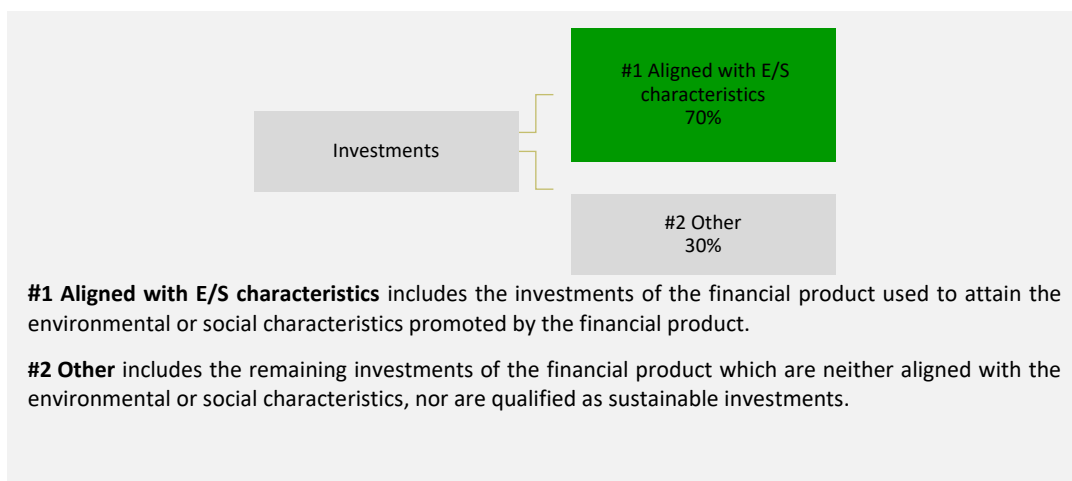 #1 Aligned with E/S
characteristics
70%
Investments
#2 Other
30%
#1 Aligned with E/S characteristics includes the investments of the financial product used to attain the
environmental or social characteristics promoted by the financial product.
#2 Other includes the remaining investments of the financial product which are neither aligned with the
environmental or social characteristics, nor are qualified as sustainable investments.